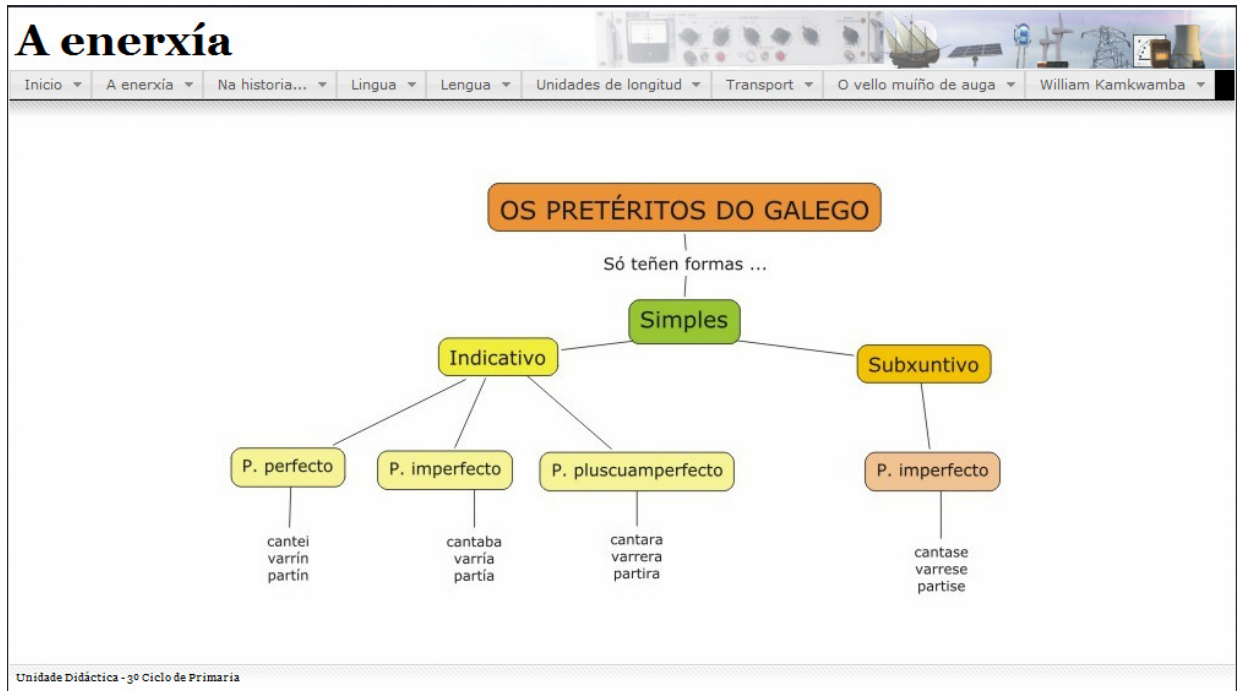 A enerxía
Inicio
A enerxía
Na historia...
Lingua
Lengua
Unidades de longitud
Transport
O vello muíño de auga
William Kamkwamba
OS PRETÉRITOS DO GALEGO
Só teñen formas ...
Simples
Indicativo
Subxuntivo
P. perfecto
P. imperfecto
P. pluscuamperfecto
P. imperfecto
cantei
varrín
partín
cantaba
varría
partía
cantara
varrera
partira
cantase
varrese
partise
Unidade Didáctica - 3º Ciclo de Primaria